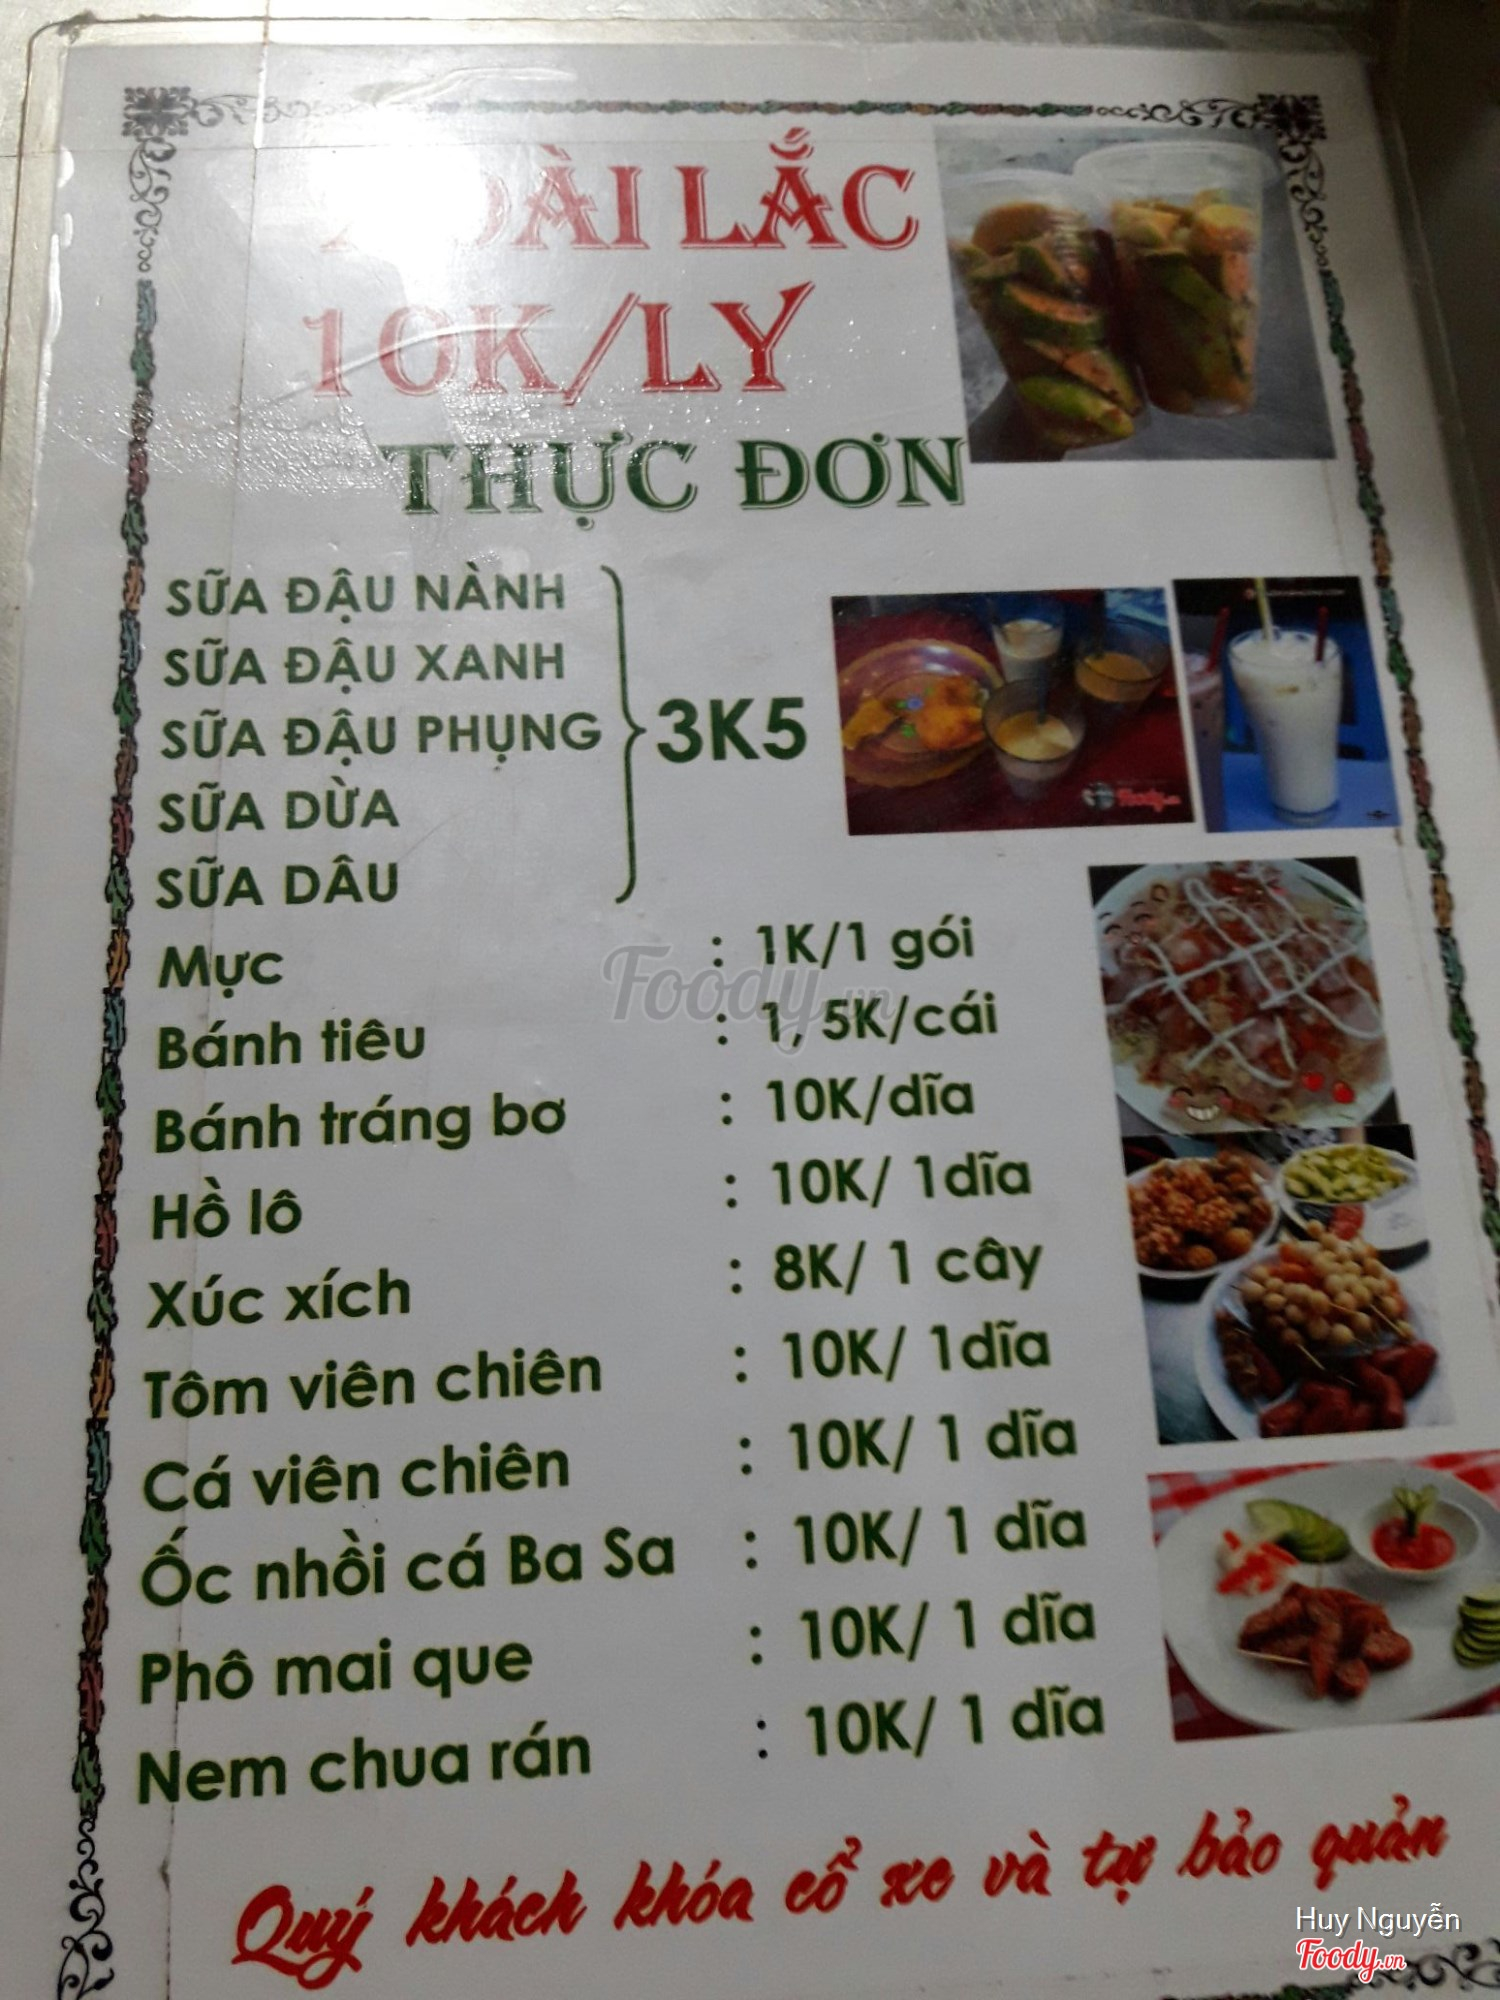 LẮC
10K/LY
THỰC ĐƠN
SỮA ĐẬU NÀNH
SỮA ĐẬU XANH
SỮA ĐẬU PHỤNG
SỮA DỪA
SỮA DÂU
3K5
Mực : 1K/1 gói
Bánh tiêu : 1, 5K/cái
Bánh tráng bơ : 10K/dĩa
Hồ lô : 10K/ 1dĩa
Xúc xích : 8K/ 1 cây
Tôm viên chiên : 10K/ 1dĩa
Cá viên chiên : 10K/ 1 dĩa
Ốc nhồi cá Ba Sa : 10K/ 1 dĩa
Phô mai que : 10K/ 1 dĩa
Nem chua rán : 10K/ 1 dĩa
Quý khách khóa cổ xe và tự bảo quản
Foody.vn
Foody.vn
Huy Nguyễn
Foody.vn